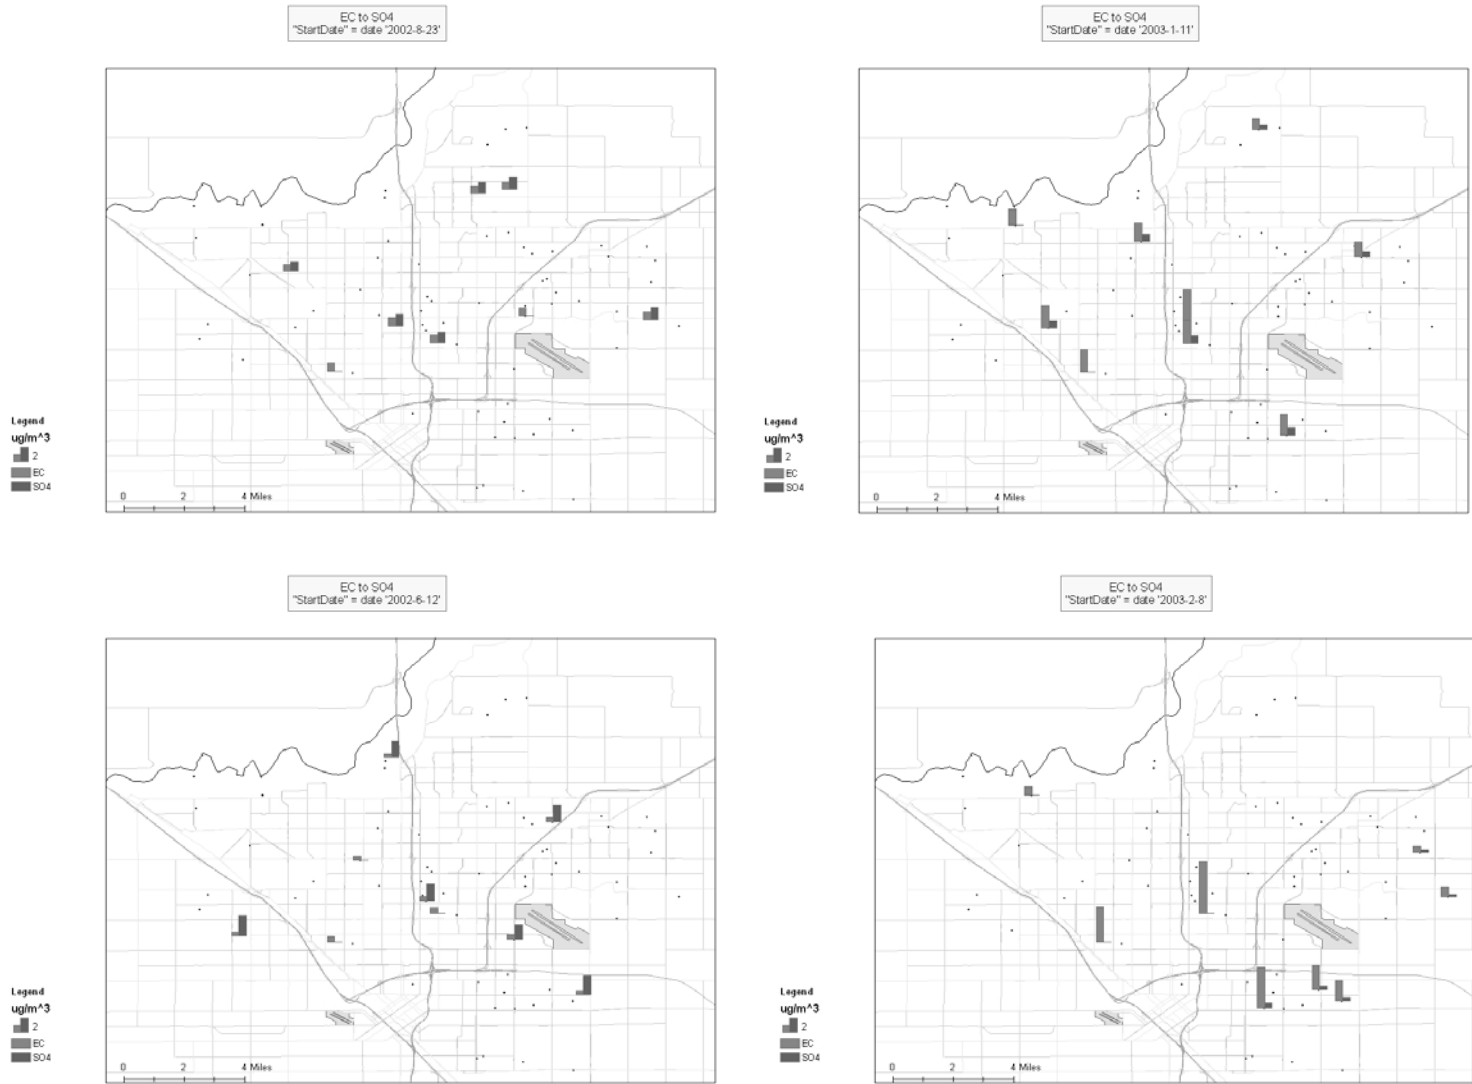 EC to SO4
"StartDate" = date '2002-8-23'
Legend
ug/m^3
2
EC
SO4
0 2 4 Miles
EC to SO4
"StartDate" = date '2003-1-11'
Legend
ug/m^3
2
EC
SO4
0 2 4 Miles
EC to SO4
"StartDate" = date '2002-6-12'
Legend
ug/m^3
2
EC
SO4
0 2 4 Miles
EC to SO4
"StartDate" = date '2003-2-8'
Legend
ug/m^3
2
EC
SO4
0 2 4 Miles